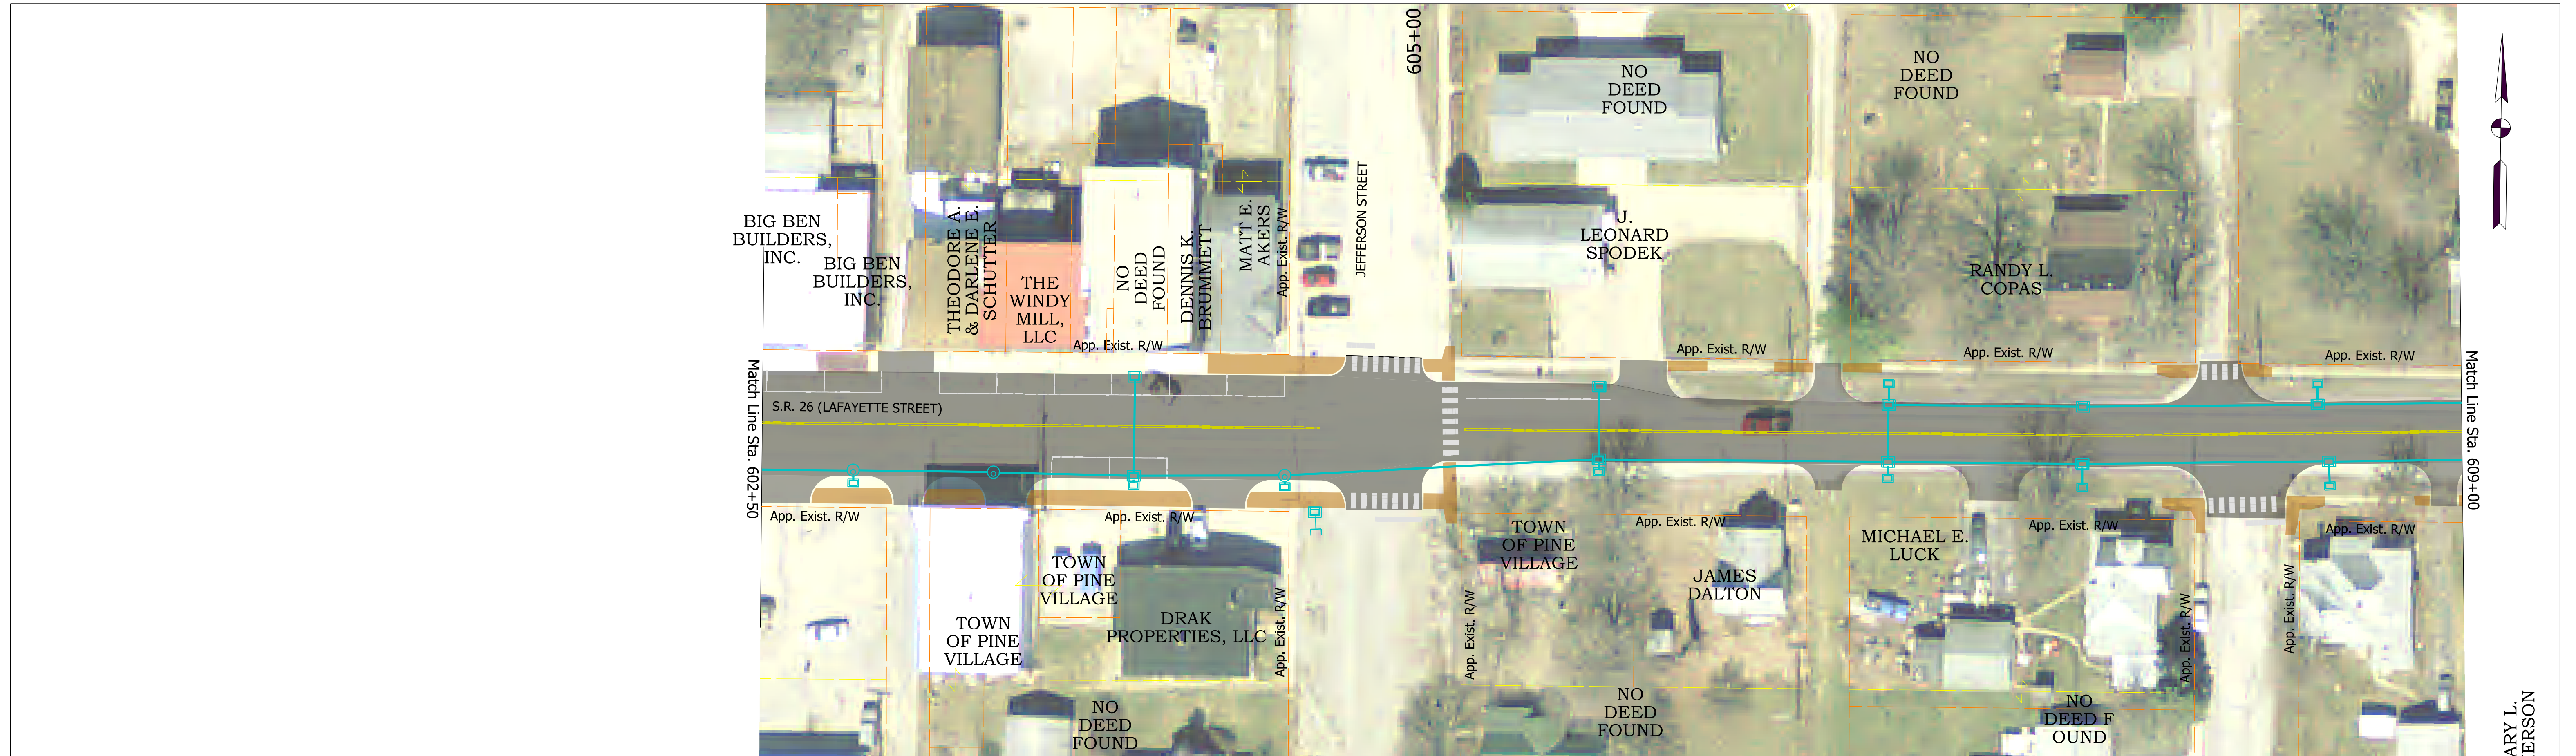 605+00
NO
DEED
FOUND
NO
DEED
FOUND
BIG BEN
BUILDERS,
INC.
BIG BEN
BUILDERS,
INC.
THEODORE A.
& DARLENE E.
SCHUTTER
THE
WINDY
MILL,
LLC
NO
DEED
FOUND
DENNIS K.
BRUMMETT
MATT E.
AKERS
App. Exist. R/W
JEFFERSON STREET
J.
LEONARD
SPODEK
RANDY L.
COPAS
App. Exist. R/W
App. Exist. R/W
App. Exist. R/W
App. Exist. R/W
Match Line Sta. 602+50
S.R. 26 (LAFAYETTE STREET)
Match Line Sta. 609+00
App. Exist. R/W
App. Exist. R/W
App. Exist. R/W
App. Exist. R/W
App. Exist. R/W
TOWN
OF PINE
VILLAGE
TOWN
OF PINE
VILLAGE
DRAK
PROPERTIES, LLC
App. Exist. R/W
App. Exist. R/W
TOWN
OF PINE
VILLAGE
JAMES
DALTON
MICHAEL E.
LUCK
App. Exist. R/W
App. Exist. R/W
NO
DEED
FOUND
NO
DEED
FOUND
NO
DEED F
OUND
ARY L.
ERSON